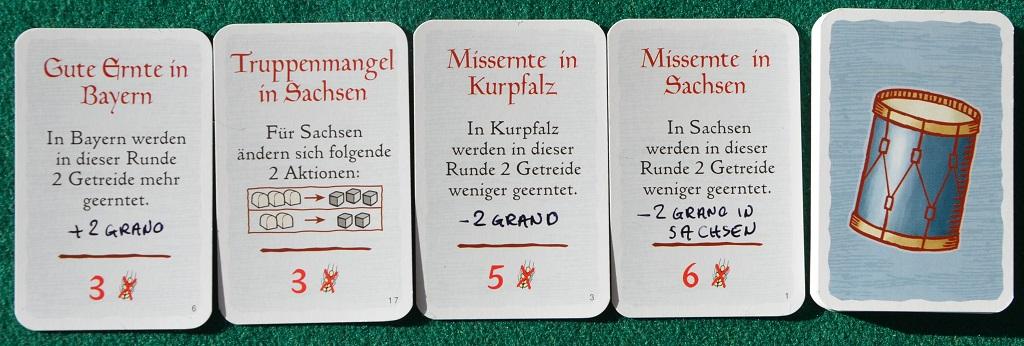 Gute Ernte in
Bayern
In Bayern werden
in dieser Runde
2 Getreide mehr
geerntet.
+2 GRANO
3
6
Truppenmangel
in Sachsen
Für Sachsen
ändern sich folgende
2 Aktionen:
3
17
Missernte in
Kurpfalz
In Kurpfalz
werden in dieser
Runde 2 Getreide
weniger geerntet.
-2 GRANO
5
3
Missernte in
Sachsen
In Sachsen
werden in dieser
Runde 2 Getreide
weniger geerntet.
-2 GRANO IN
SACHSEN
6
1